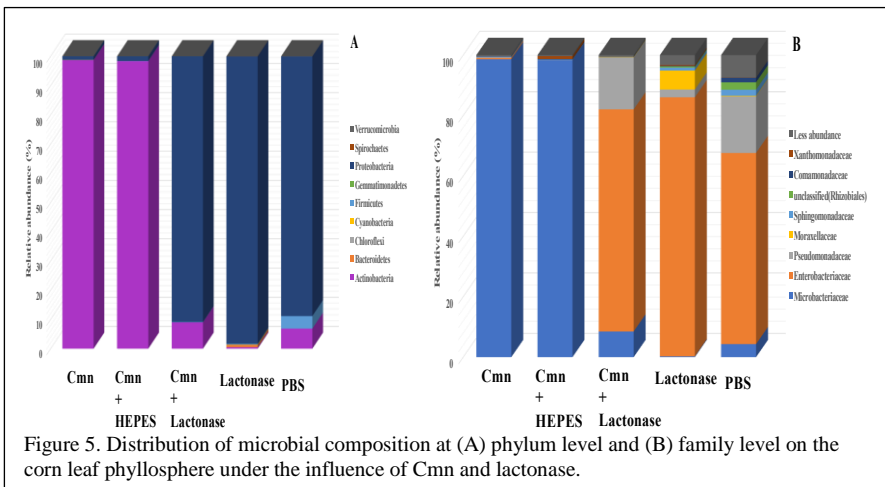 A
Relative abundance (%)
100
90
80
70
60
50
40
30
20
10
0
Cmn
Cmn
+
HEPES
Cmn
+
Lactonase
Lactonase
PBS
Verrucomicrobia
Spirochaetes
Proteobacteria
Gemmatimonadetes
Firmicutes
Cyanobacteria
Chloroflexi
Bacteroidetes
Actinobacteria
B
Relative abundance (%)
100
80
60
40
20
0
Cmn
Cmn
+
HEPES
Cmn
+
Lactonase
Lactonase
PBS
Less abundance
Xanthomonadaceae
Comamonadaceae
unclassified(Rhizobiales)
Sphingomonadaceae
Moraxellaceae
Pseudomonadaceae
Enterobacteriaceae
Microbacteriaceae
Figure 5. Distribution of microbial composition at (A) phylum level and (B) family level on the
corn leaf phyllosphere under the influence of Cmn and lactonase.